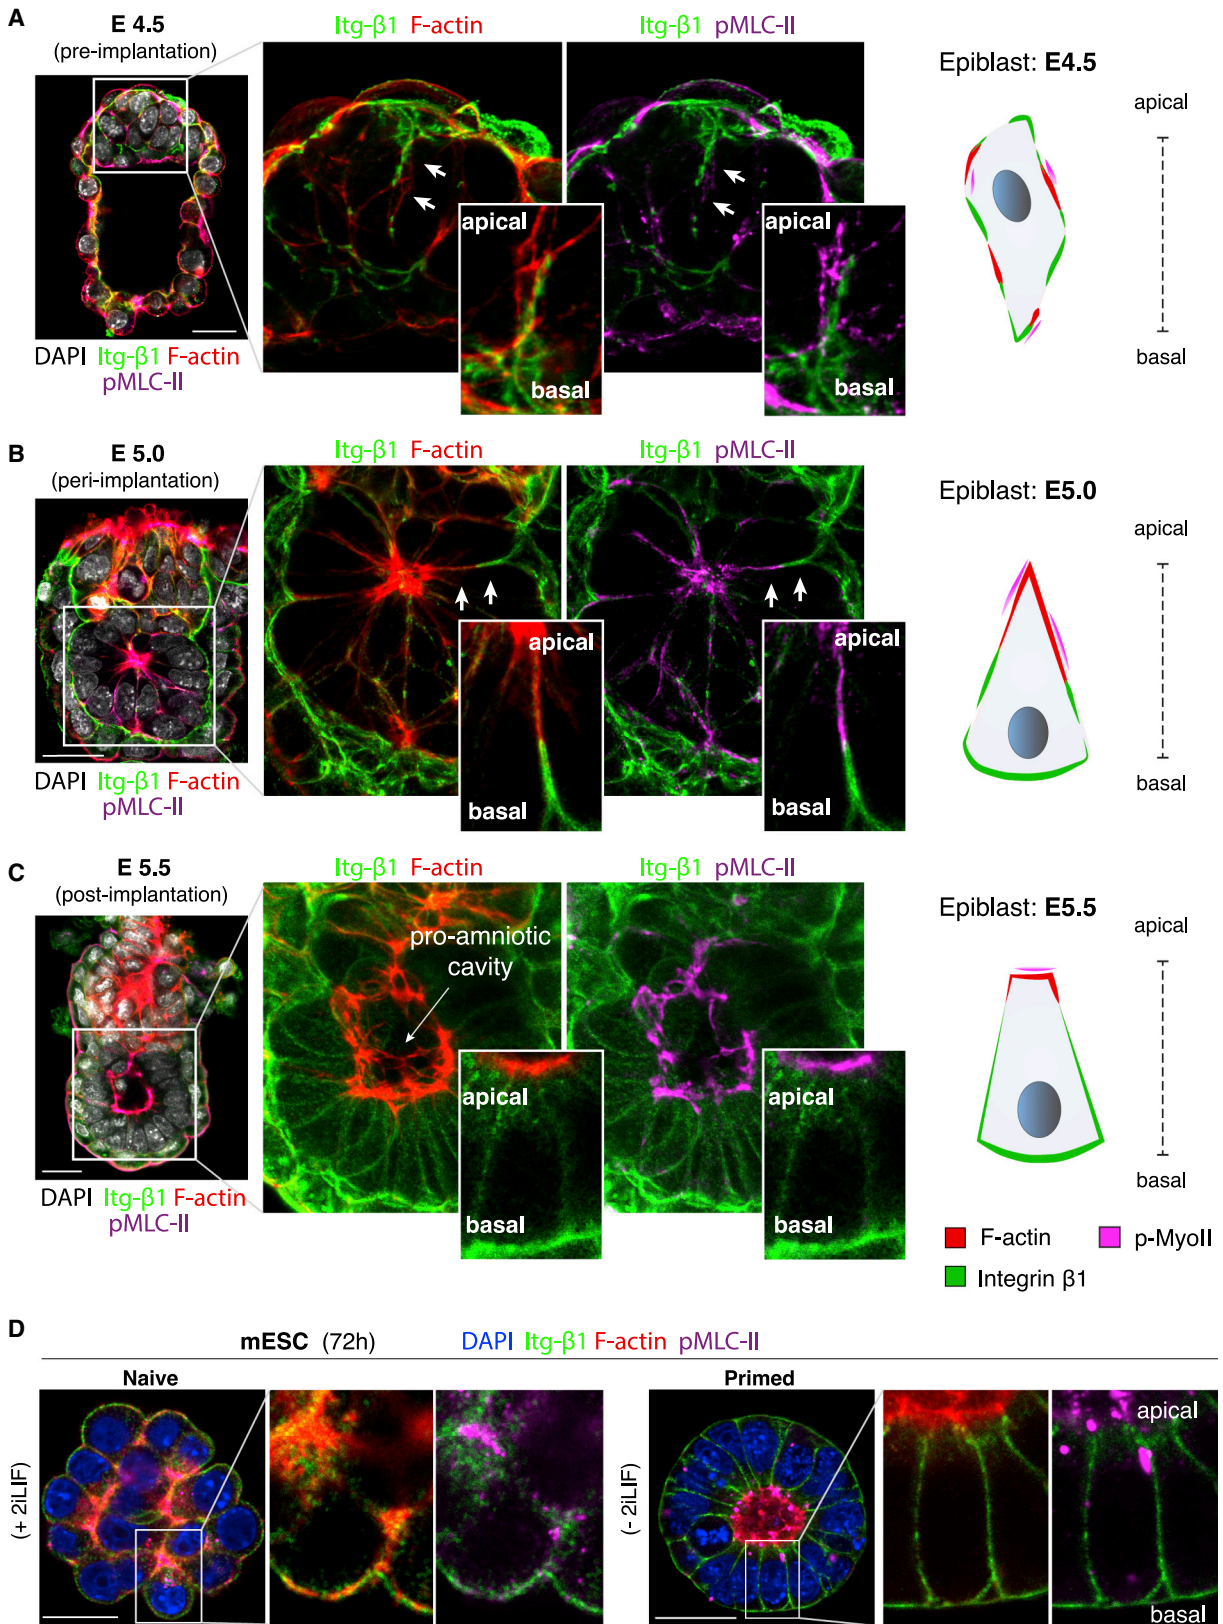 A
E 4.5
(pre-implantation)
Itg-β1 F-actin
Itg-β1 pMLC-II
Epiblast: E4.5
apical
basal
apical
basal
apical
basal
DAPI Itg-β1 F-actin
pMLC-II
B
E 5.0
(peri-implantation)
Itg-β1 F-actin
Itg-β1 pMLC-II
Epiblast: E5.0
apical
basal
apical
basal
apical
basal
DAPI Itg-β1 F-actin
pMLC-II
C
E 5.5
(post-implantation)
Itg-β1 F-actin
Itg-β1 pMLC-II
Epiblast: E5.5
pro-amniotic
cavity
apical
basal
apical
basal
apical
basal
DAPI Itg-β1 F-actin
pMLC-II
F-actin
p-MyoII
Integrin β1
D
mESC (72h)
DAPI Itg-β1 F-actin pMLC-II
Naive
(+ 2iLIF)
Primed
(- 2iLIF)
apical
basal